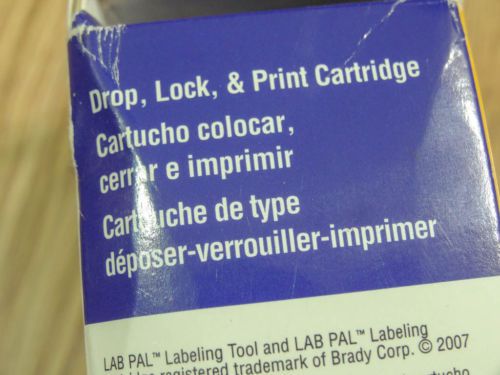 Drop, Lock, & Print Cartridge
Cartucho colocar,
cerrar e imprimir
Cartouche de type
déposer-verrouiller-imprimer
LAB PAL™ Labeling Tool and LAB PAL™ Labeling
registered trademark of Brady Corp. © 2007